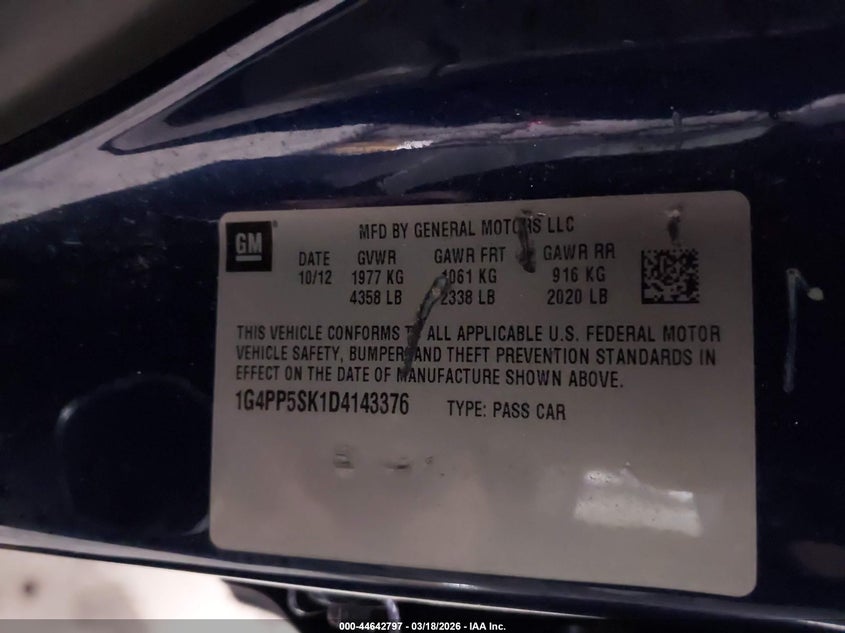 GM
MFD BY GENERAL MOTORS LLC
DATE GVWR GAWR FRT GAWR RR
10/12 1977 KG 1061 KG 916 KG
4358 LB 2338 LB 2020 LB
THIS VEHICLE CONFORMS TO ALL APPLICABLE U.S. FEDERAL MOTOR
VEHICLE SAFETY, BUMPER, AND THEFT PREVENTION STANDARDS IN
EFFECT ON THE DATE OF MANUFACTURE SHOWN ABOVE.
1G4PP5SK1D4143376 TYPE: PASS CAR
000-44642797 - 03/18/2026 - IAA Inc.